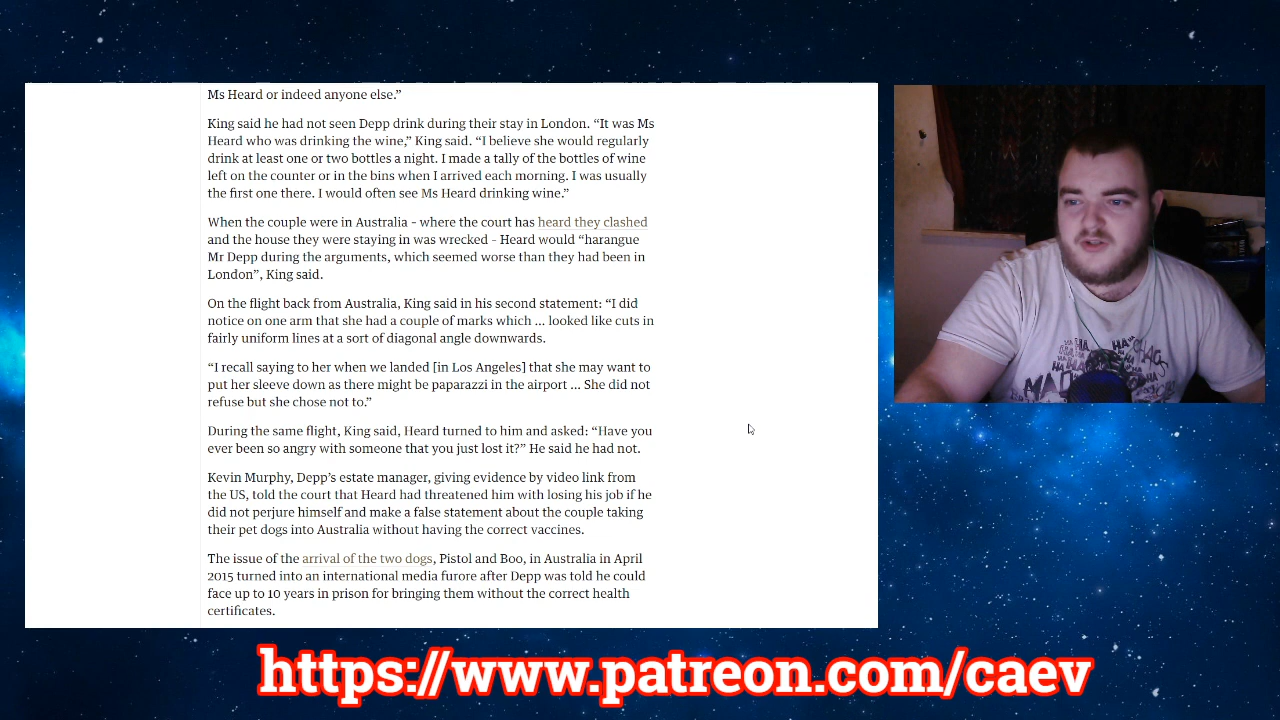 Ms Heard or indeed anyone else.”
King said he had not seen Depp drink during their stay in London. “It was Ms
Heard who was drinking the wine,” King said. “I believe she would regularly
drink at least one or two bottles a night. I made a tally of the bottles of wine
left on the counter or in the bins when I arrived each morning. I was usually
the first one there. I would often see Ms Heard drinking wine.”
When the couple were in Australia – where the court has heard they clashed
and the house they were staying in was wrecked – Heard would “harangue
Mr Depp during the arguments, which seemed worse than they had been in
London”, King said.
On the flight back from Australia, King said in his second statement: “I did
notice on one arm that she had a couple of marks which … looked like cuts in
fairly uniform lines at a sort of diagonal angle downwards.
“I recall saying to her when we landed [in Los Angeles] that she may want to
put her sleeve down as there might be paparazzi in the airport … She did not
refuse but she chose not to.”
During the same flight, King said, Heard turned to him and asked: “Have you
ever been so angry with someone that you just lost it?” He said he had not.
Kevin Murphy, Depp’s estate manager, giving evidence by video link from
the US, told the court that Heard had threatened him with losing his job if he
did not perjure himself and make a false statement about the couple taking
their pet dogs into Australia without having the correct vaccines.
The issue of the arrival of the two dogs, Pistol and Boo, in Australia in April
2015 turned into an international media furore after Depp was told he could
face up to 10 years in prison for bringing them without the correct health
certificates.
https://www.patreon.com/caev